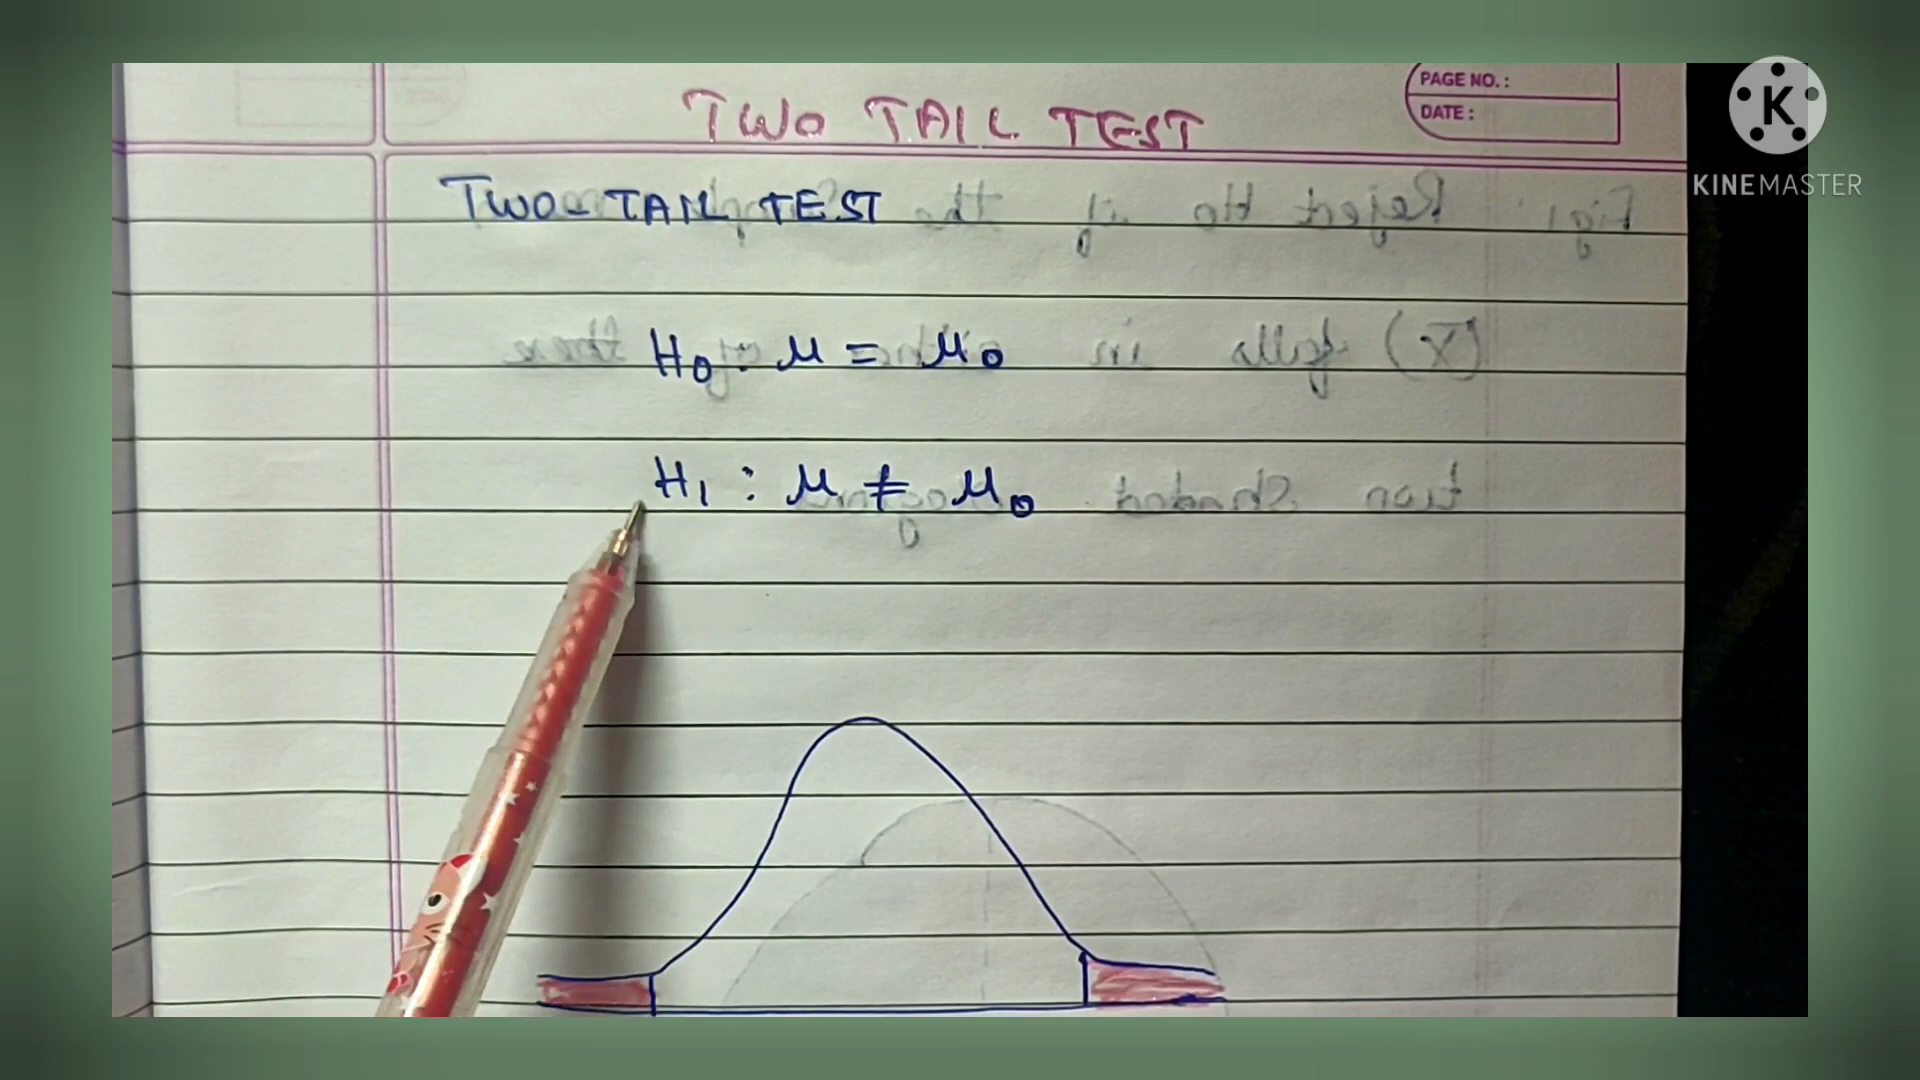 PAGE NO. :
DATE :
K
KINEMASTER
TWO TAIL TEST
TWO-TAIL TEST
H₀ : μ = μ₀
H₁ : μ ≠ μ₀